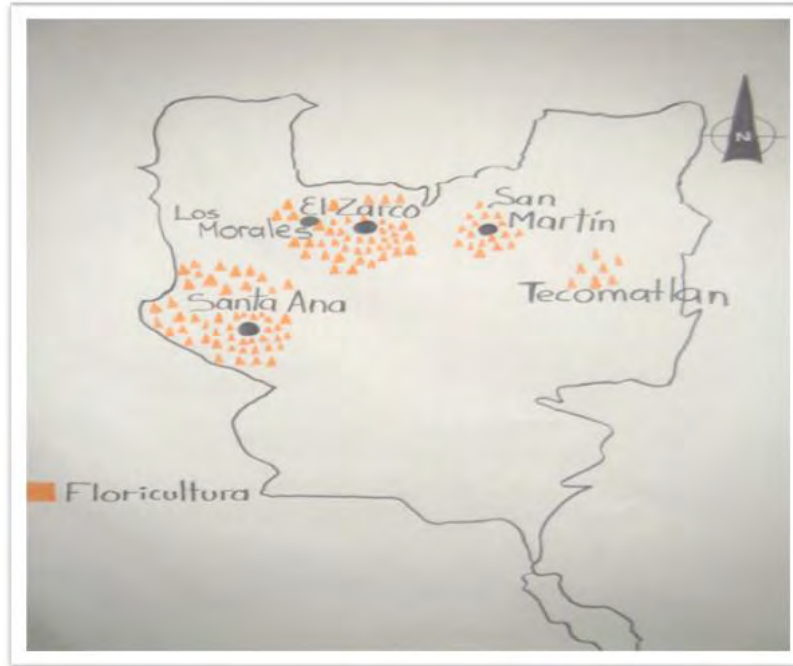 N
Los
Morales
El Zarco
San
Martín
Santa Ana
Tecomatlan
Floricultura